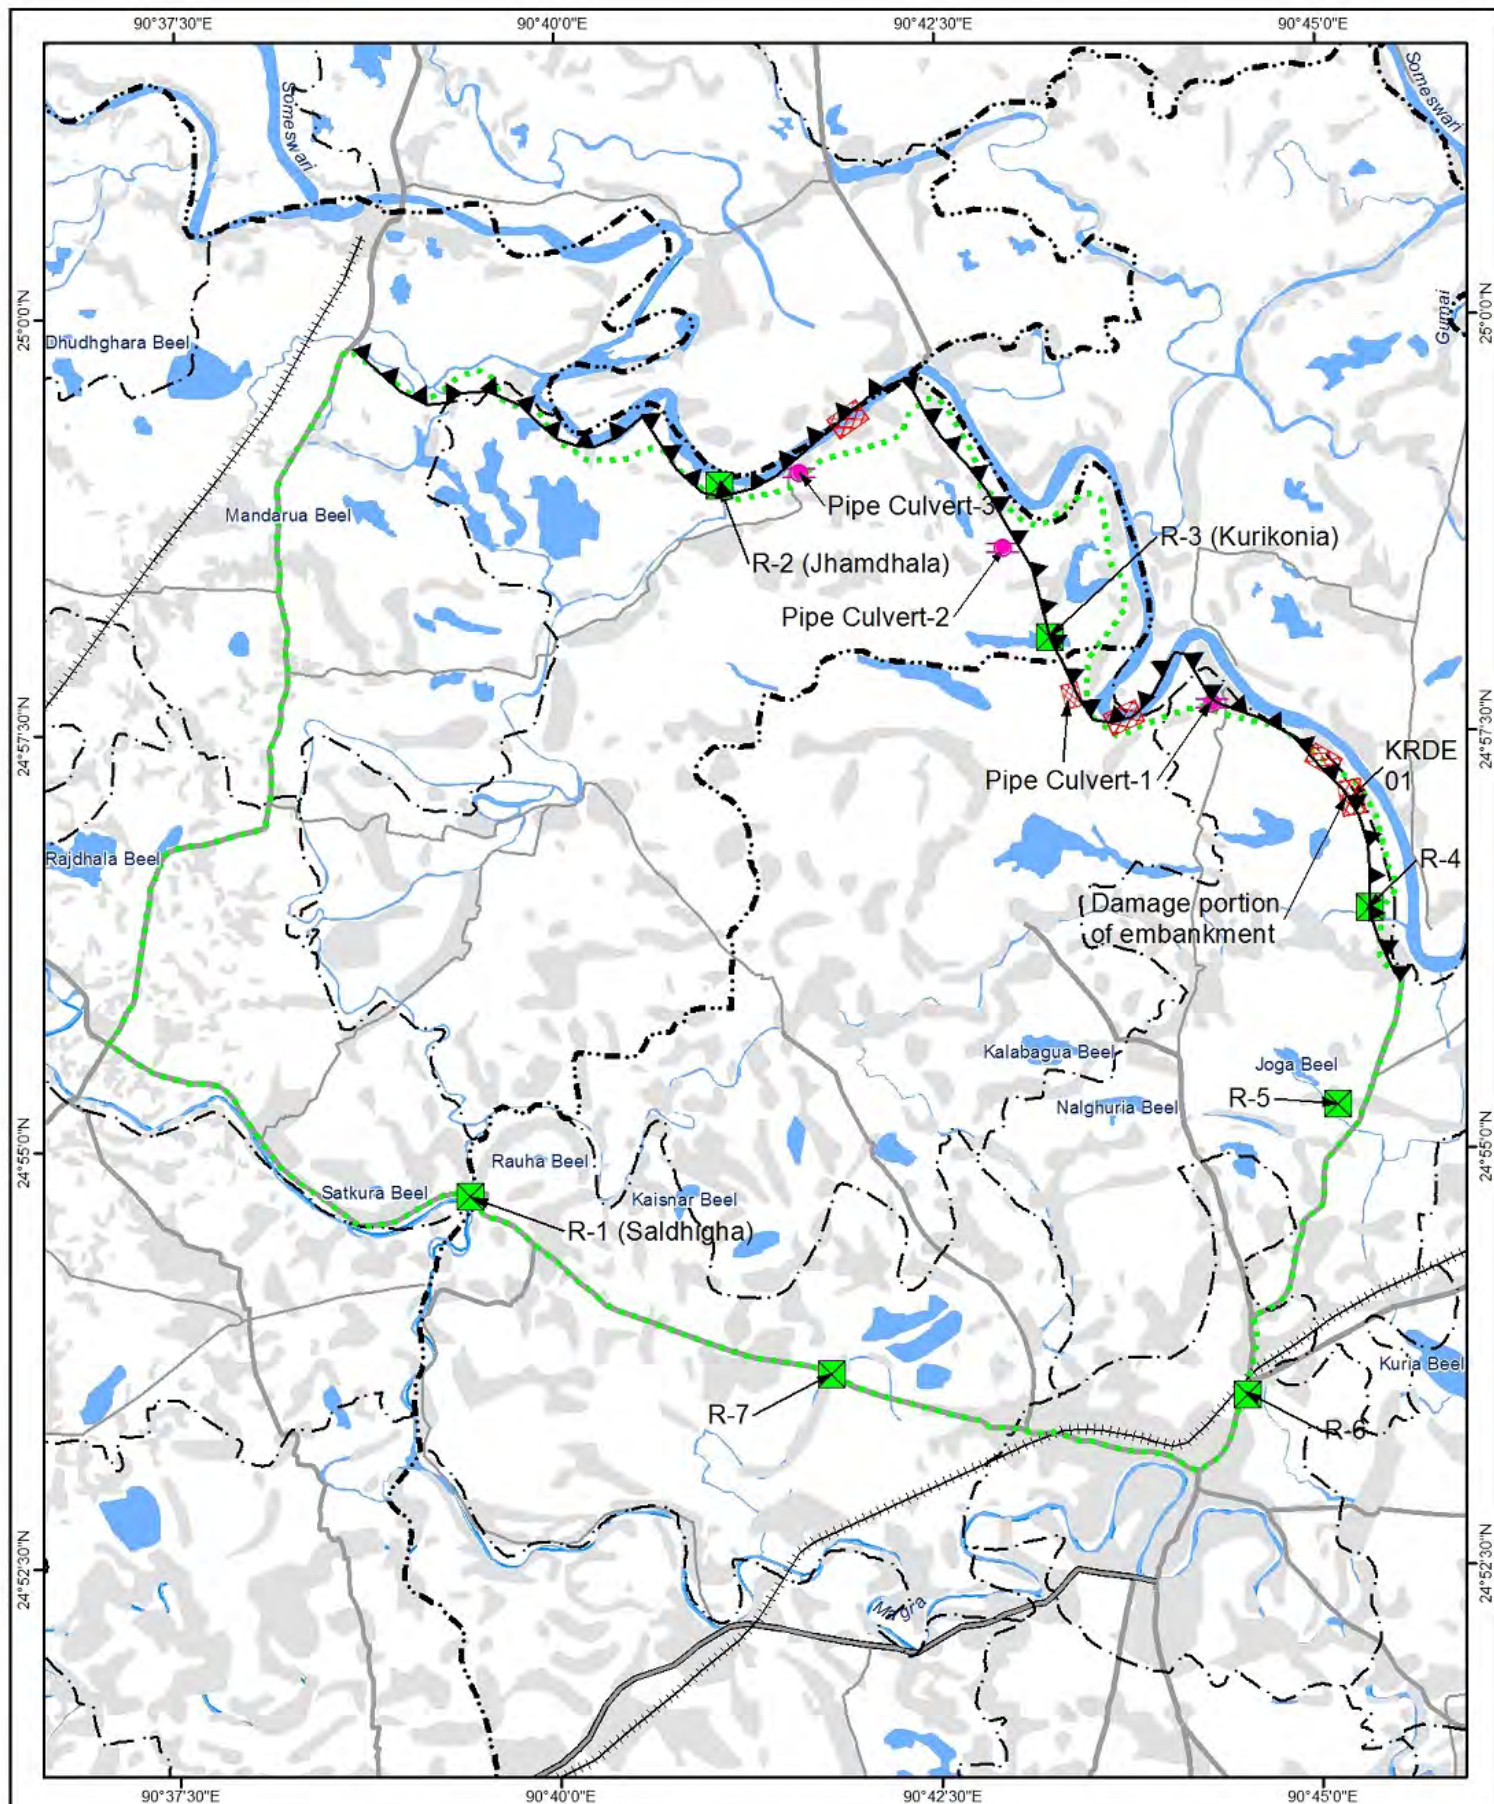 90°37'30"E
90°40'0"E
90°42'30"E
90°45'0"E
Someswari
Someswari
25°0'0"N
25°0'0"N
Gumai
Dhudhghara Beel
Mandarua Beel
Pipe Culvert-3
R-3 (Kurikonia)
R-2 (Jhamdhala)
Pipe Culvert-2
24°57'30"N
24°57'30"N
Pipe Culvert-1
KRDE
01
Rajdhala Beel
R-4
Damage portion
of embankment
Kalabagua Beel
Joga Beel
R-5
Nalghuria Beel
24°55'0"N
24°55'0"N
Rauha Beel
Satkura Beel
Kaisnar Beel
R-1 (Saldhigha)
Kuria Beel
R-7
R-6
24°52'30"N
24°52'30"N
Magra
90°37'30"E
90°40'0"E
90°42'30"E
90°45'0"E